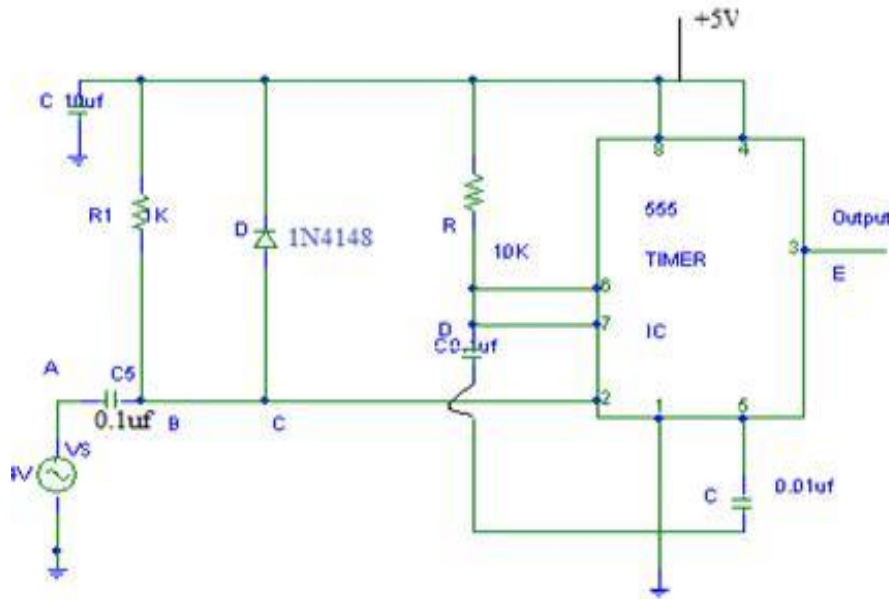 +5V
C 10uf
8
4
R1 1K
D
1N4148
R
10K
555
TIMER
IC
Output
3
E
6
7
D
C0.1uf
A
C5
0.1uf
B
C
2
1
5
VS
4V
C
0.01uf